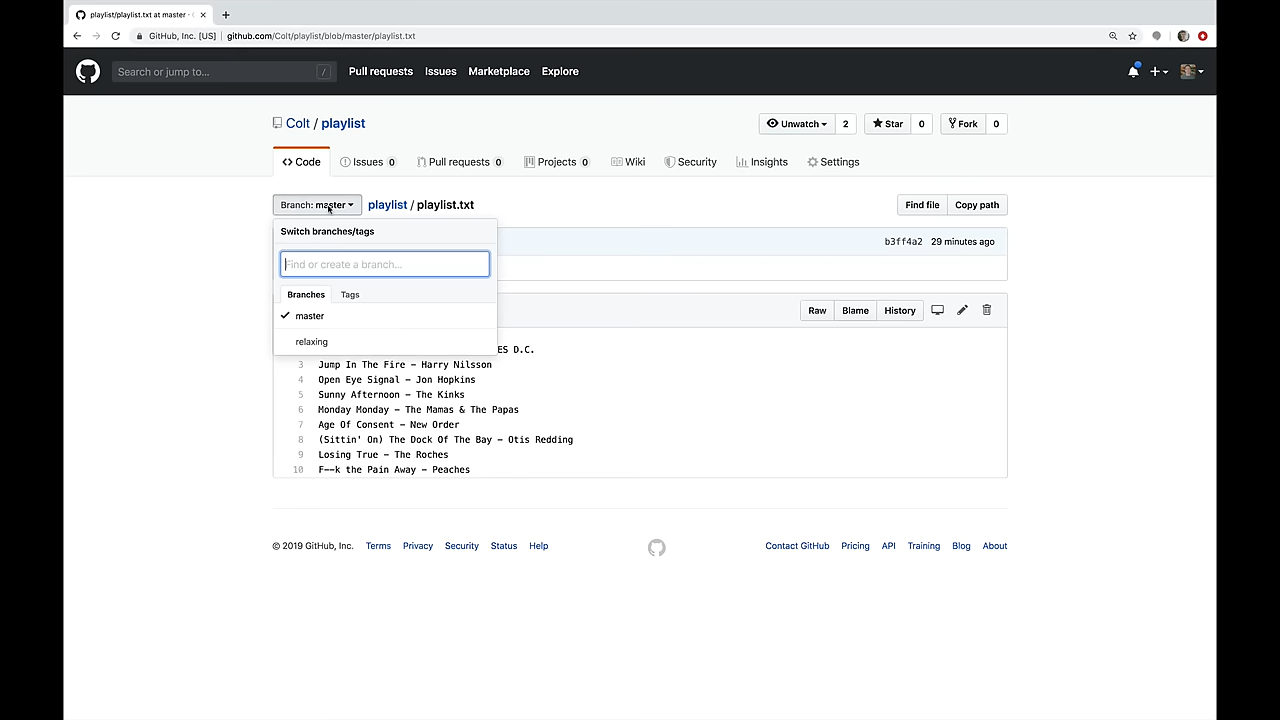 playlist/playlist.txt at master ·
GitHub, Inc. [US] github.com/Colt/playlist/blob/master/playlist.txt
Search or jump to... / Pull requests Issues Marketplace Explore
Colt / playlist Unwatch 2 Star 0 Fork 0
Code Issues 0 Pull requests 0 Projects 0 Wiki Security Insights Settings
Branch: master playlist / playlist.txt Find file Copy path
Switch branches/tags
b3ff4a2 29 minutes ago
Find or create a branch...
Branches Tags
Raw Blame History
master
relaxing
ES D.C.
3 Jump In The Fire – Harry Nilsson
4 Open Eye Signal – Jon Hopkins
5 Sunny Afternoon – The Kinks
6 Monday Monday – The Mamas & The Papas
7 Age Of Consent – New Order
8 (Sittin' On) The Dock Of The Bay – Otis Redding
9 Losing True – The Roches
10 F––k the Pain Away – Peaches
© 2019 GitHub, Inc. Terms Privacy Security Status Help Contact GitHub Pricing API Training Blog About